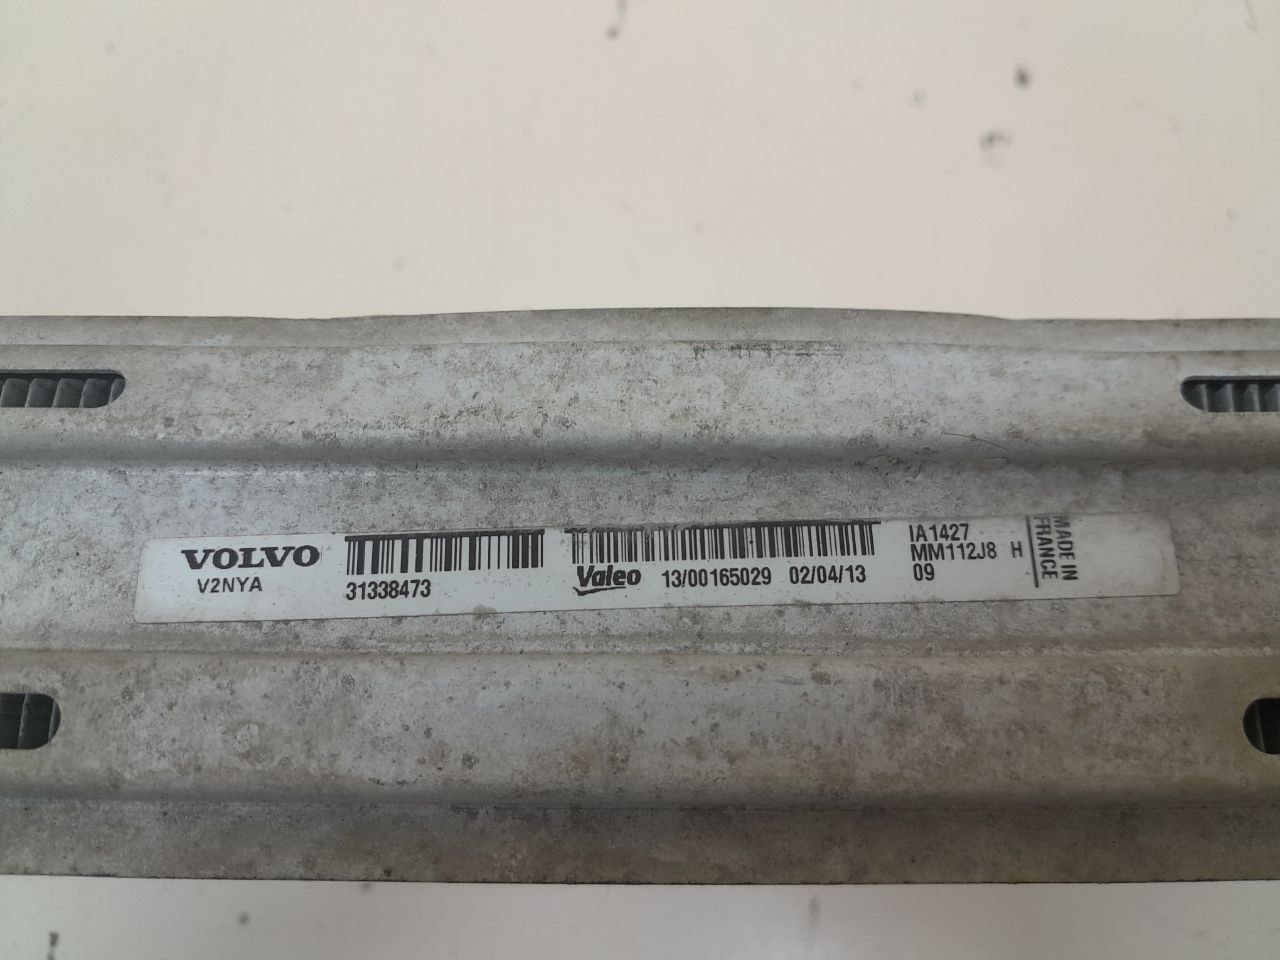 VOLVO
V2NYA
31338473
Valeo 13/00165029 02/04/13
IA1427
MM112J8 H
09
MADE IN
FRANCE